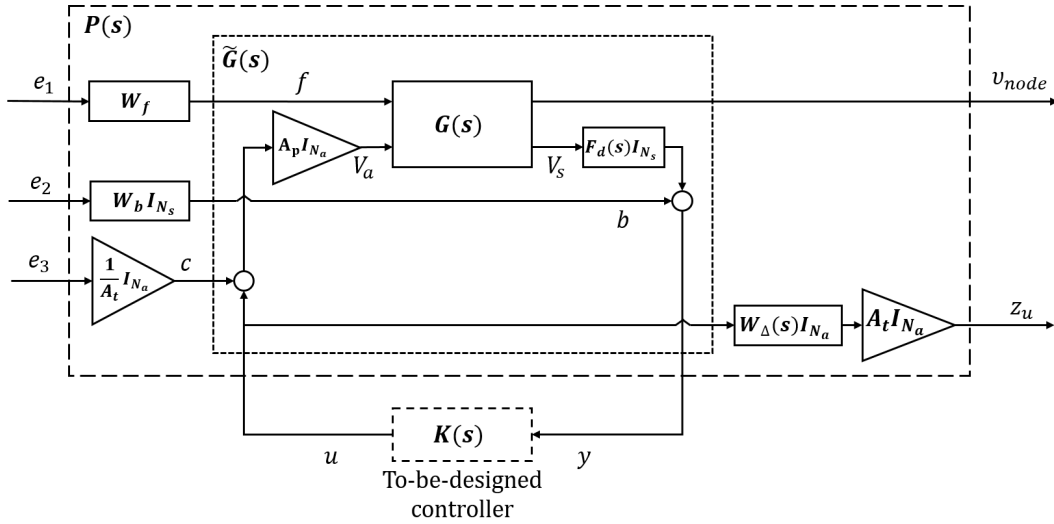 P(s)
G̃(s)
e₁
W_f
f
G(s)
υ_node
A_p I_{N_a}
V_a
V_s
F_d(s)I_{N_s}
e₂
W_b I_{N_s}
b
e₃
1/A_t I_{N_a}
c
W_Δ(s)I_{N_a}
A_t I_{N_a}
z_u
K(s)
u
y
To-be-designed
controller